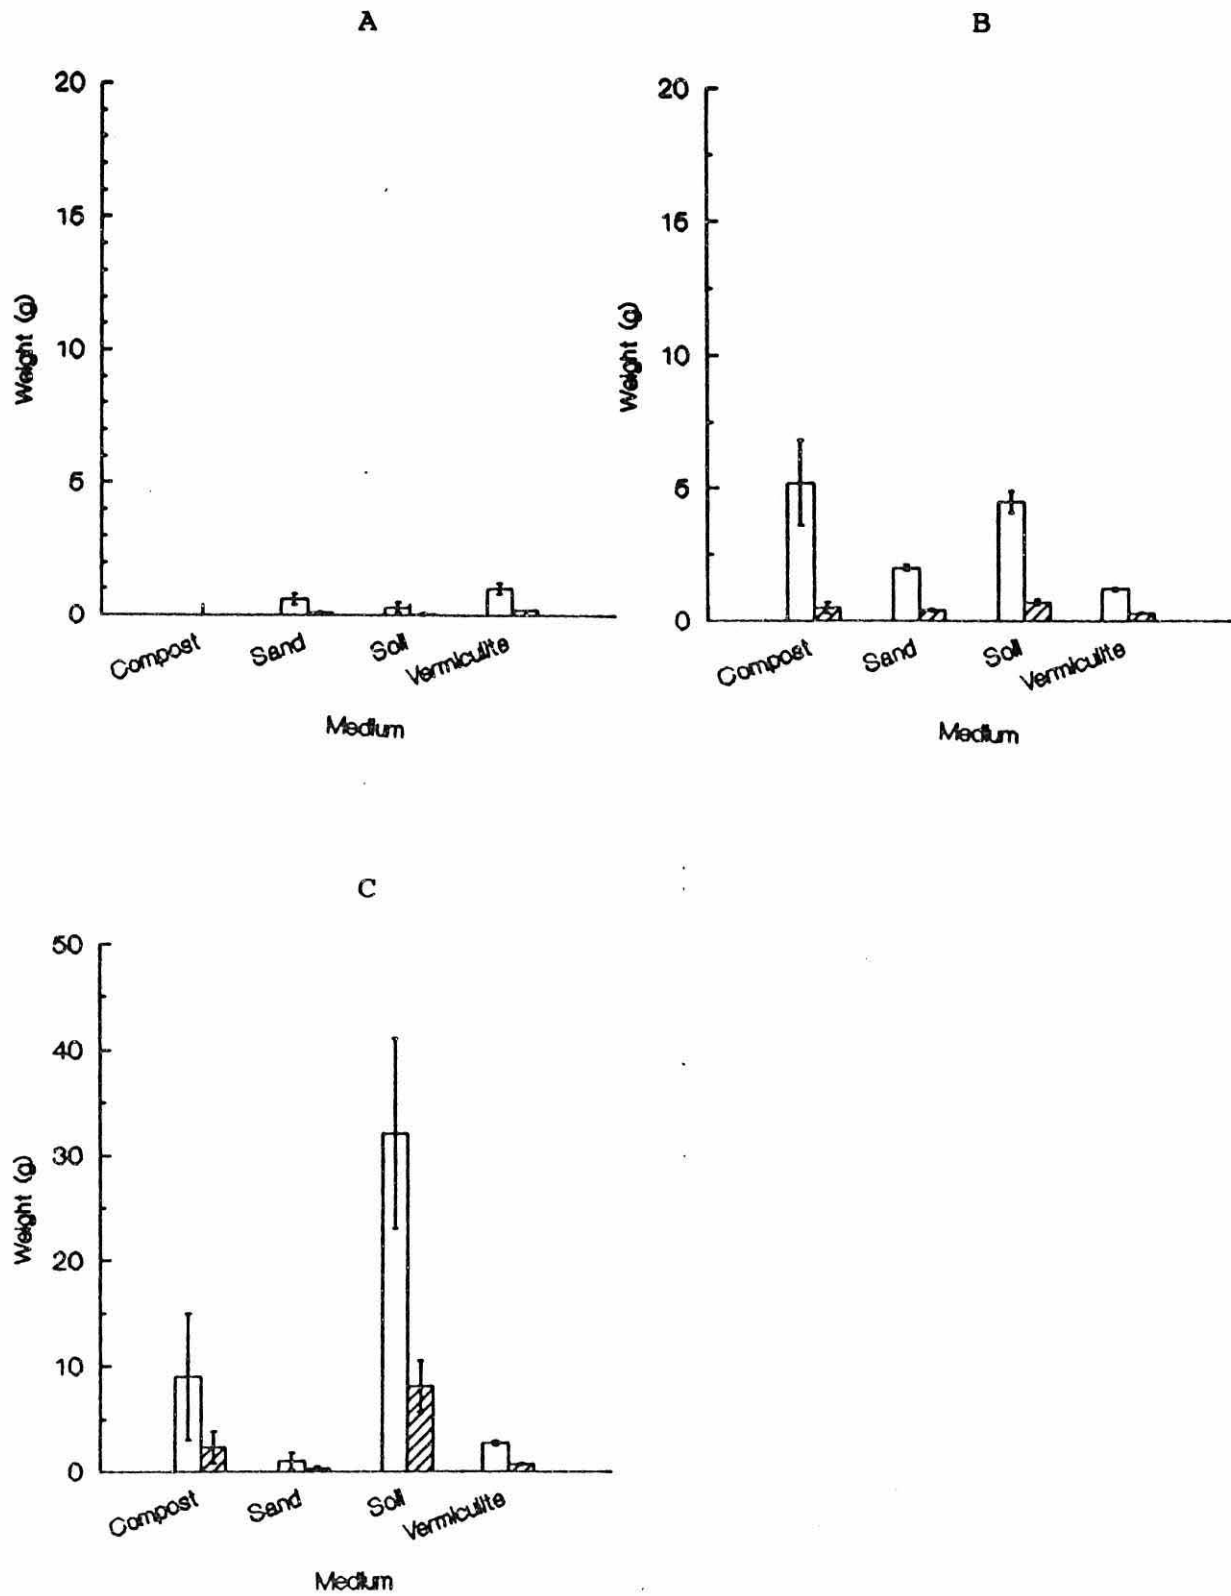 A
20
15
10
5
0
Weight (g)
Compost
Sand
Soil
Vermiculite
Medium
B
20
15
10
5
0
Weight (g)
Compost
Sand
Soil
Vermiculite
Medium
C
50
40
30
20
10
0
Weight (g)
Compost
Sand
Soil
Vermiculite
Medium